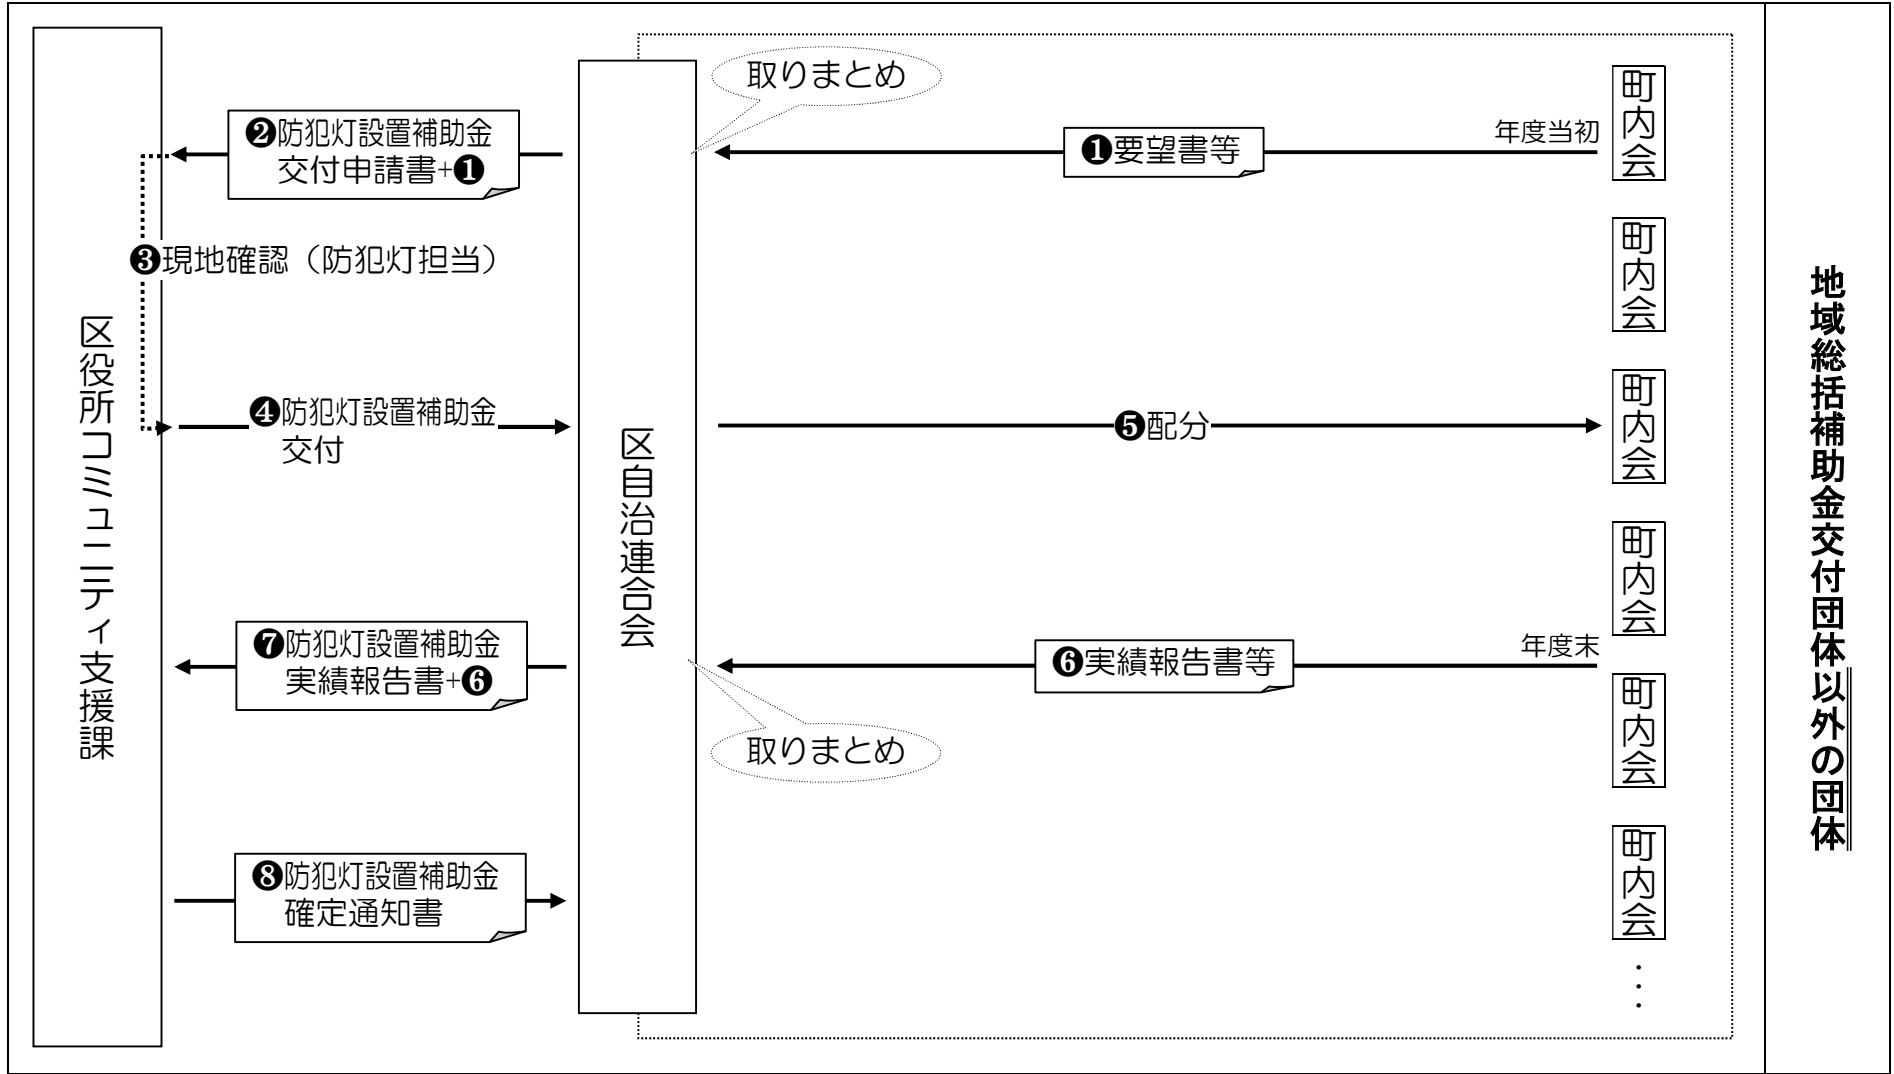 区役所コミュニティ支援課
区自治連合会
取りまとめ
❷防犯灯設置補助金
交付申請書+❶
❶要望書等
年度当初
❸現地確認（防犯灯担当）
❹防犯灯設置補助金
交付
❺配分
❼防犯灯設置補助金
実績報告書+❻
❻実績報告書等
年度末
取りまとめ
❽防犯灯設置補助金
確定通知書
町内会
町内会
町内会
町内会
町内会
町内会
・・・
地域総括補助金交付団体以外の団体